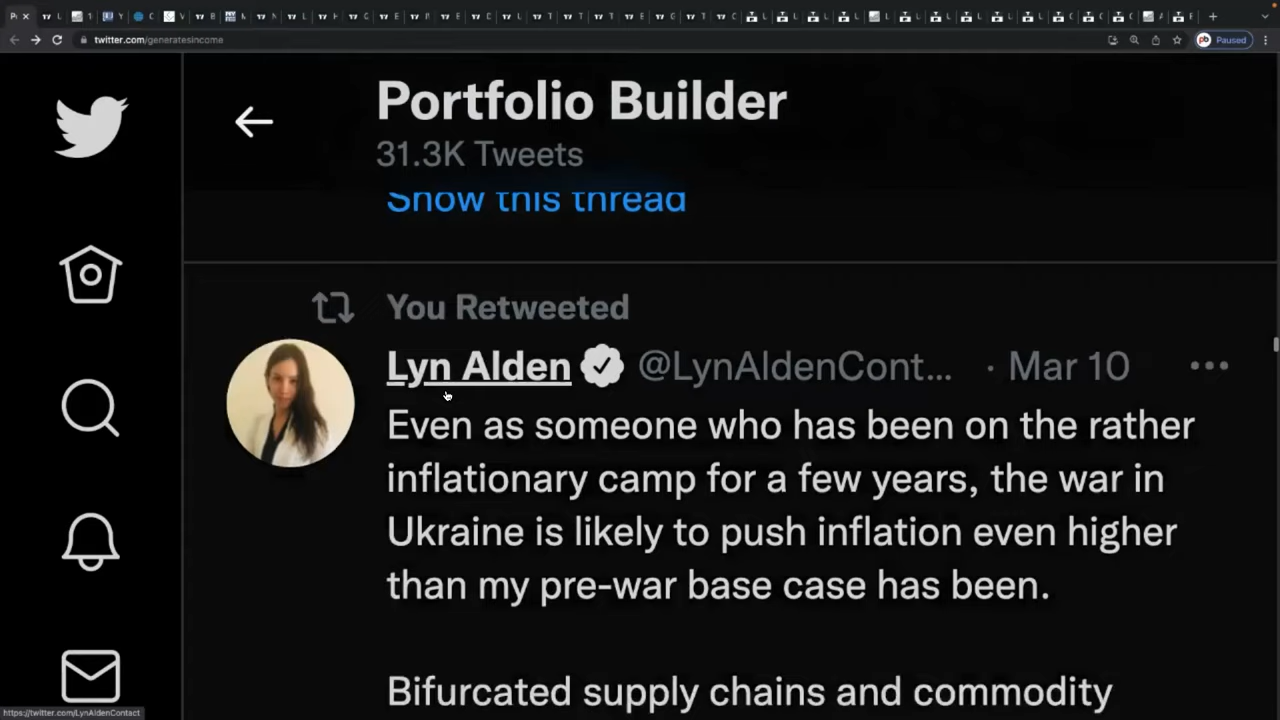 twitter.com/generatesincome
pb Paused
Portfolio Builder
31.3K Tweets
Show this thread
You Retweeted
Lyn Alden @LynAldenCont... · Mar 10
Even as someone who has been on the rather
inflationary camp for a few years, the war in
Ukraine is likely to push inflation even higher
than my pre-war base case has been.
Bifurcated supply chains and commodity
https://twitter.com/LynAldenContact